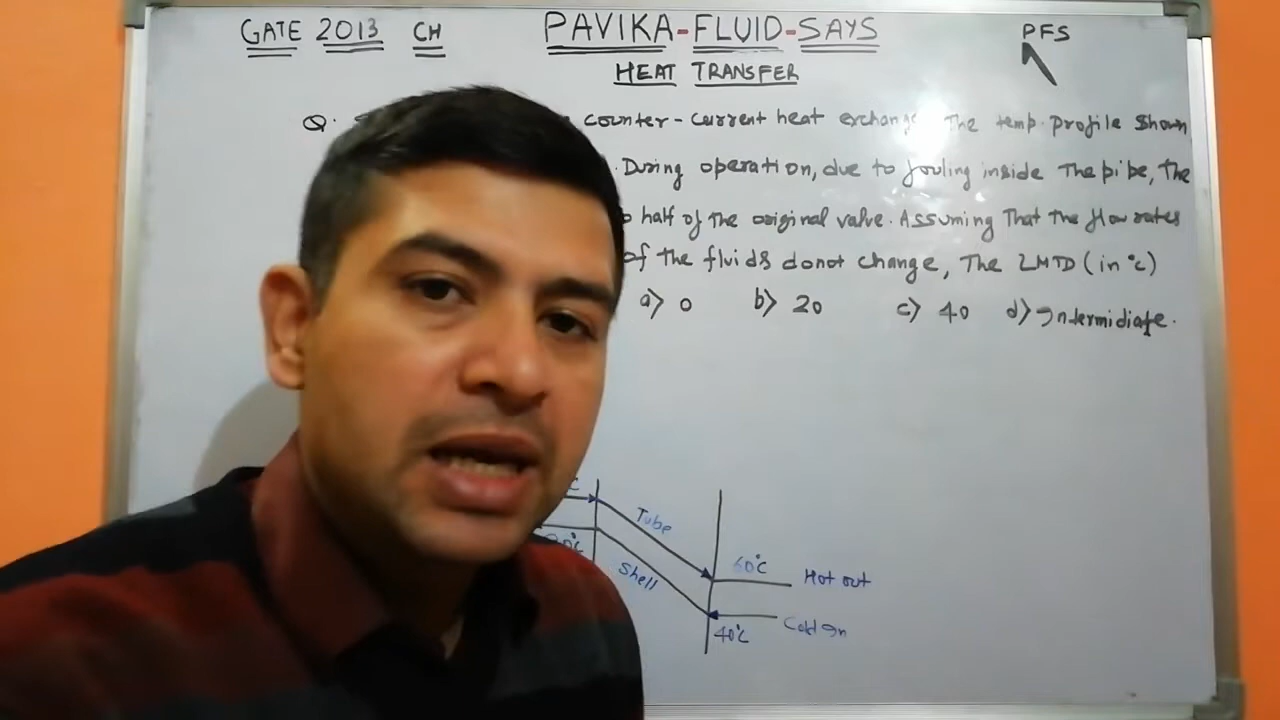 GATE 2013 CH
PAVIKA-FLUID-SAYS
PFS
HEAT TRANSFER
Q. counter-current heat exchang The temp. profile shown
. During operation, due to fouling inside the pipe, the
half of the original valve. Assuming that the flow rates
of the fluids donot change, The LMTD (in °C)
a) 0 b) 20 c) 40 d) Intermidiate.
Tube
Shell
60°C Hot out
Cold In
40°C